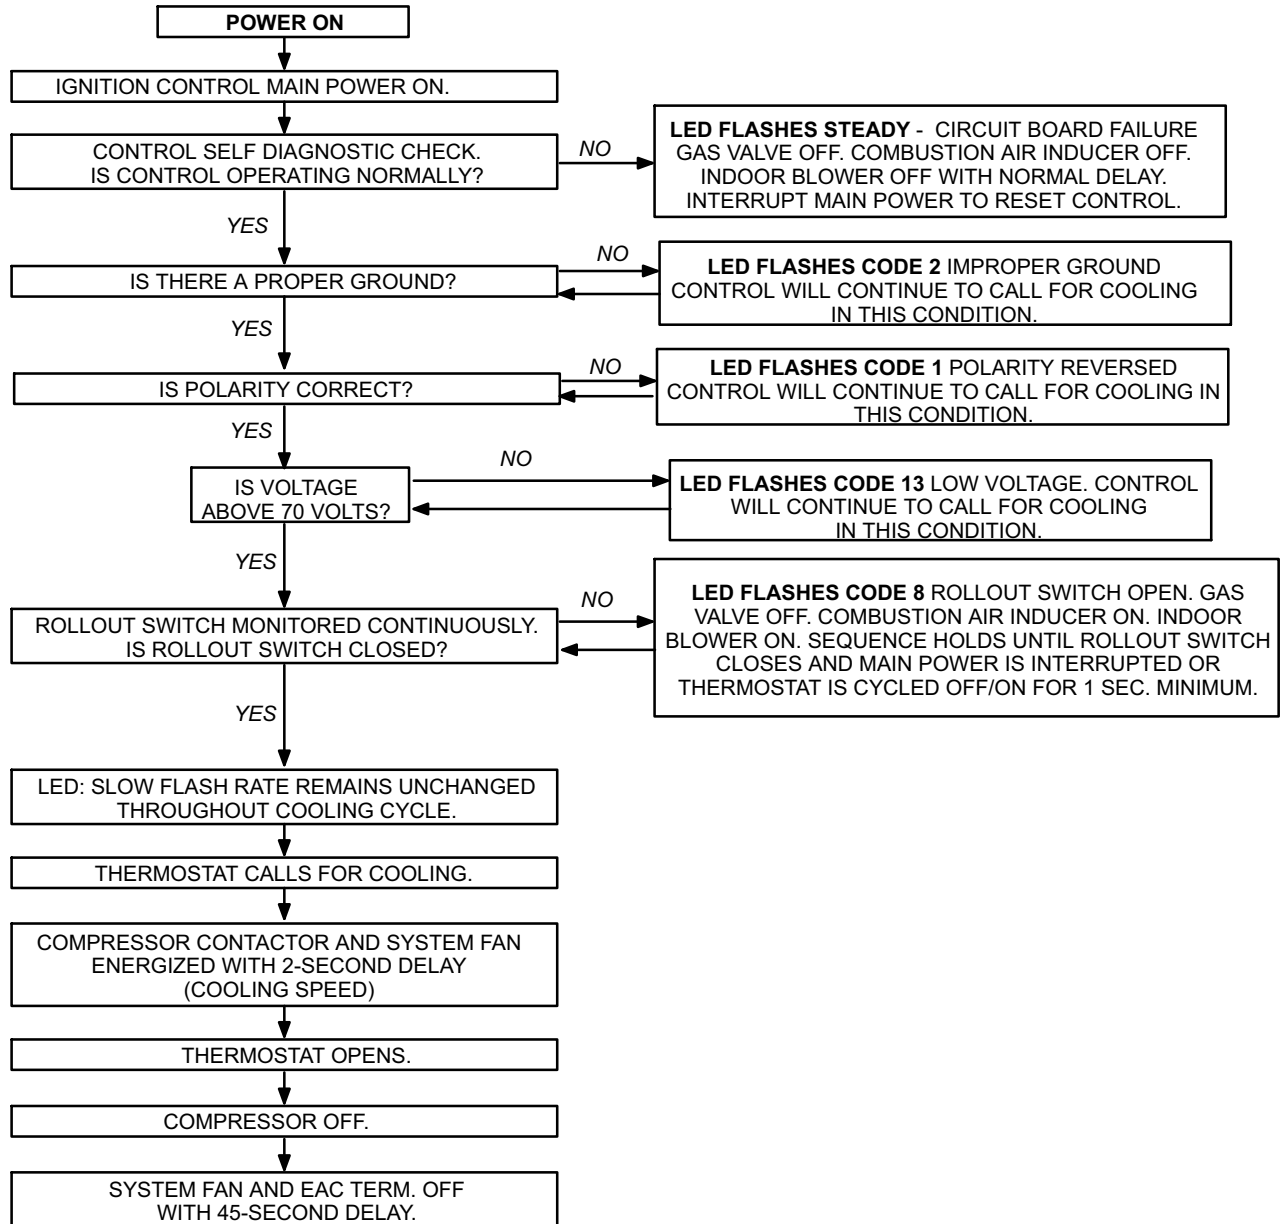 POWER ON
IGNITION CONTROL MAIN POWER ON.
CONTROL SELF DIAGNOSTIC CHECK.
IS CONTROL OPERATING NORMALLY?
NO
LED FLASHES STEADY - CIRCUIT BOARD FAILURE
GAS VALVE OFF. COMBUSTION AIR INDUCER OFF.
INDOOR BLOWER OFF WITH NORMAL DELAY.
INTERRUPT MAIN POWER TO RESET CONTROL.
YES
IS THERE A PROPER GROUND?
NO
LED FLASHES CODE 2 IMPROPER GROUND
CONTROL WILL CONTINUE TO CALL FOR COOLING
IN THIS CONDITION.
YES
IS POLARITY CORRECT?
NO
LED FLASHES CODE 1 POLARITY REVERSED
CONTROL WILL CONTINUE TO CALL FOR COOLING IN
THIS CONDITION.
YES
IS VOLTAGE
ABOVE 70 VOLTS?
NO
LED FLASHES CODE 13 LOW VOLTAGE. CONTROL
WILL CONTINUE TO CALL FOR COOLING
IN THIS CONDITION.
YES
ROLLOUT SWITCH MONITORED CONTINUOUSLY.
IS ROLLOUT SWITCH CLOSED?
NO
LED FLASHES CODE 8 ROLLOUT SWITCH OPEN. GAS
VALVE OFF. COMBUSTION AIR INDUCER ON. INDOOR
BLOWER ON. SEQUENCE HOLDS UNTIL ROLLOUT SWITCH
CLOSES AND MAIN POWER IS INTERRUPTED OR
THERMOSTAT IS CYCLED OFF/ON FOR 1 SEC. MINIMUM.
YES
LED: SLOW FLASH RATE REMAINS UNCHANGED
THROUGHOUT COOLING CYCLE.
THERMOSTAT CALLS FOR COOLING.
COMPRESSOR CONTACTOR AND SYSTEM FAN
ENERGIZED WITH 2-SECOND DELAY
(COOLING SPEED)
THERMOSTAT OPENS.
COMPRESSOR OFF.
SYSTEM FAN AND EAC TERM. OFF
WITH 45-SECOND DELAY.